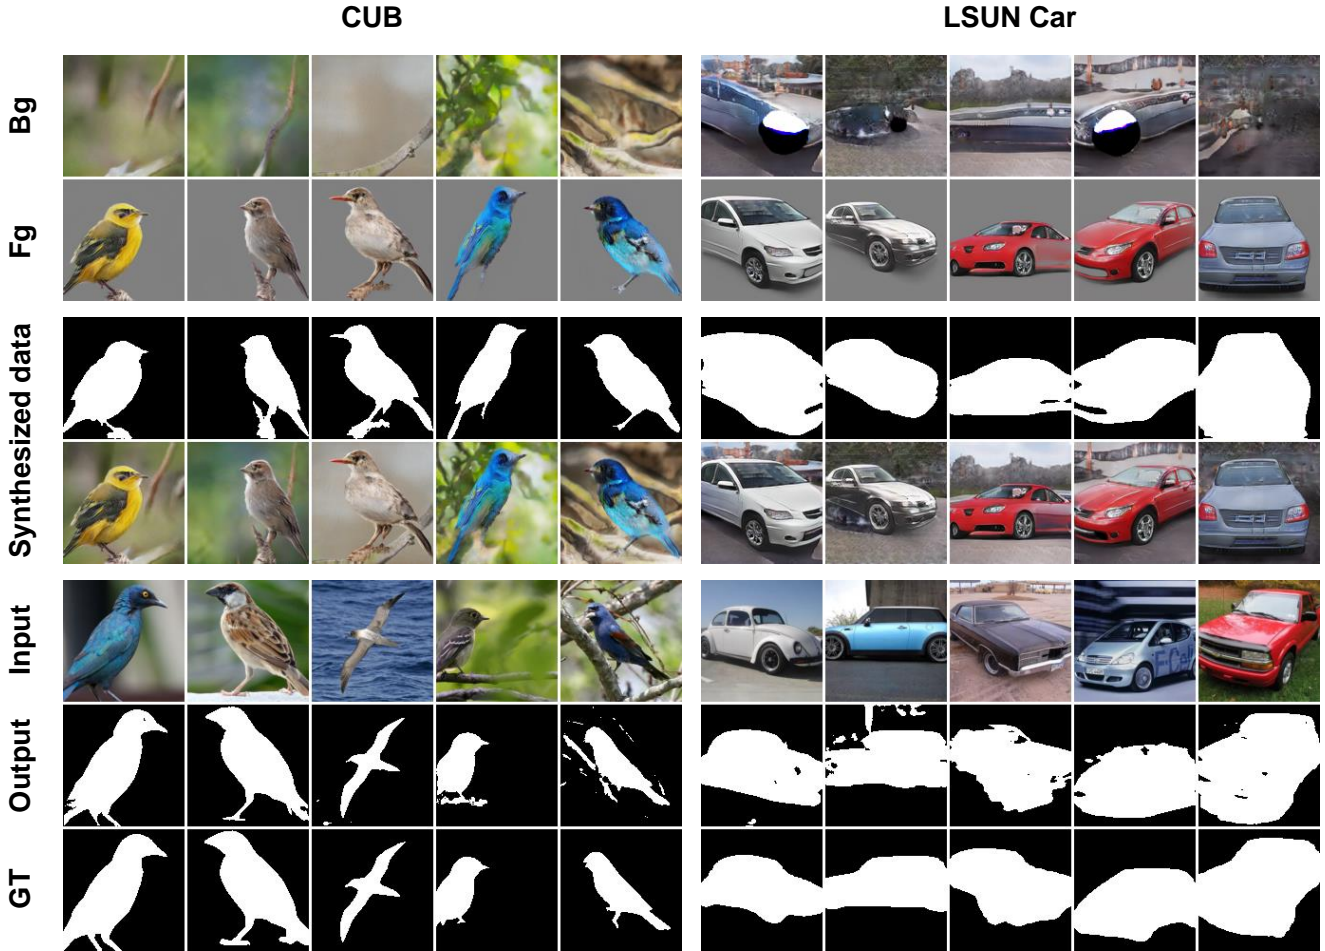 CUB
LSUN Car
Bg
Fg
Synthesized data
Input
Output
GT